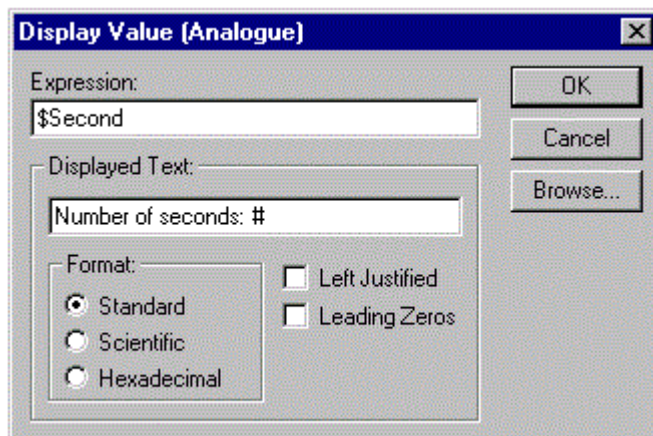 Display Value (Analogue)
Expression:
$Second
OK
Cancel
Displayed Text:
Browse...
Number of seconds: #
Format:
Left Justified
Standard
Leading Zeros
Scientific
Hexadecimal